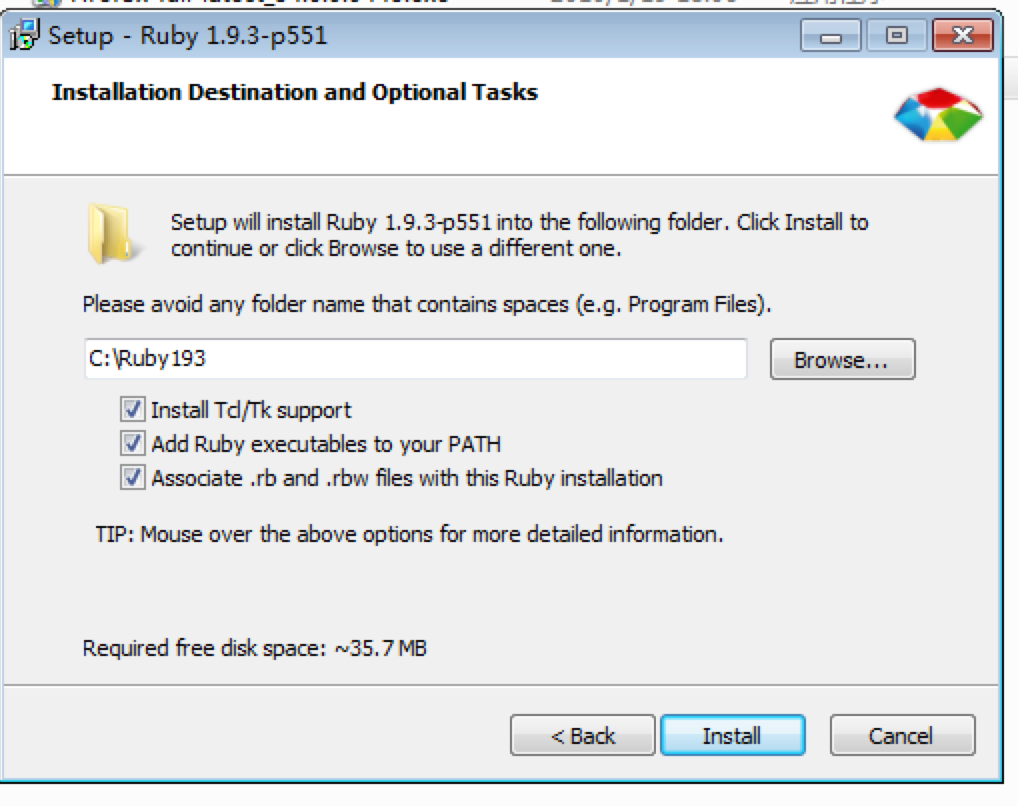 Setup - Ruby 1.9.3-p551
Installation Destination and Optional Tasks
Setup will install Ruby 1.9.3-p551 into the following folder. Click Install to
continue or click Browse to use a different one.
Please avoid any folder name that contains spaces (e.g. Program Files).
C:\Ruby193
Browse...
Install Tcl/Tk support
Add Ruby executables to your PATH
Associate .rb and .rbw files with this Ruby installation
TIP: Mouse over the above options for more detailed information.
Required free disk space: ~35.7 MB
< Back
Install
Cancel